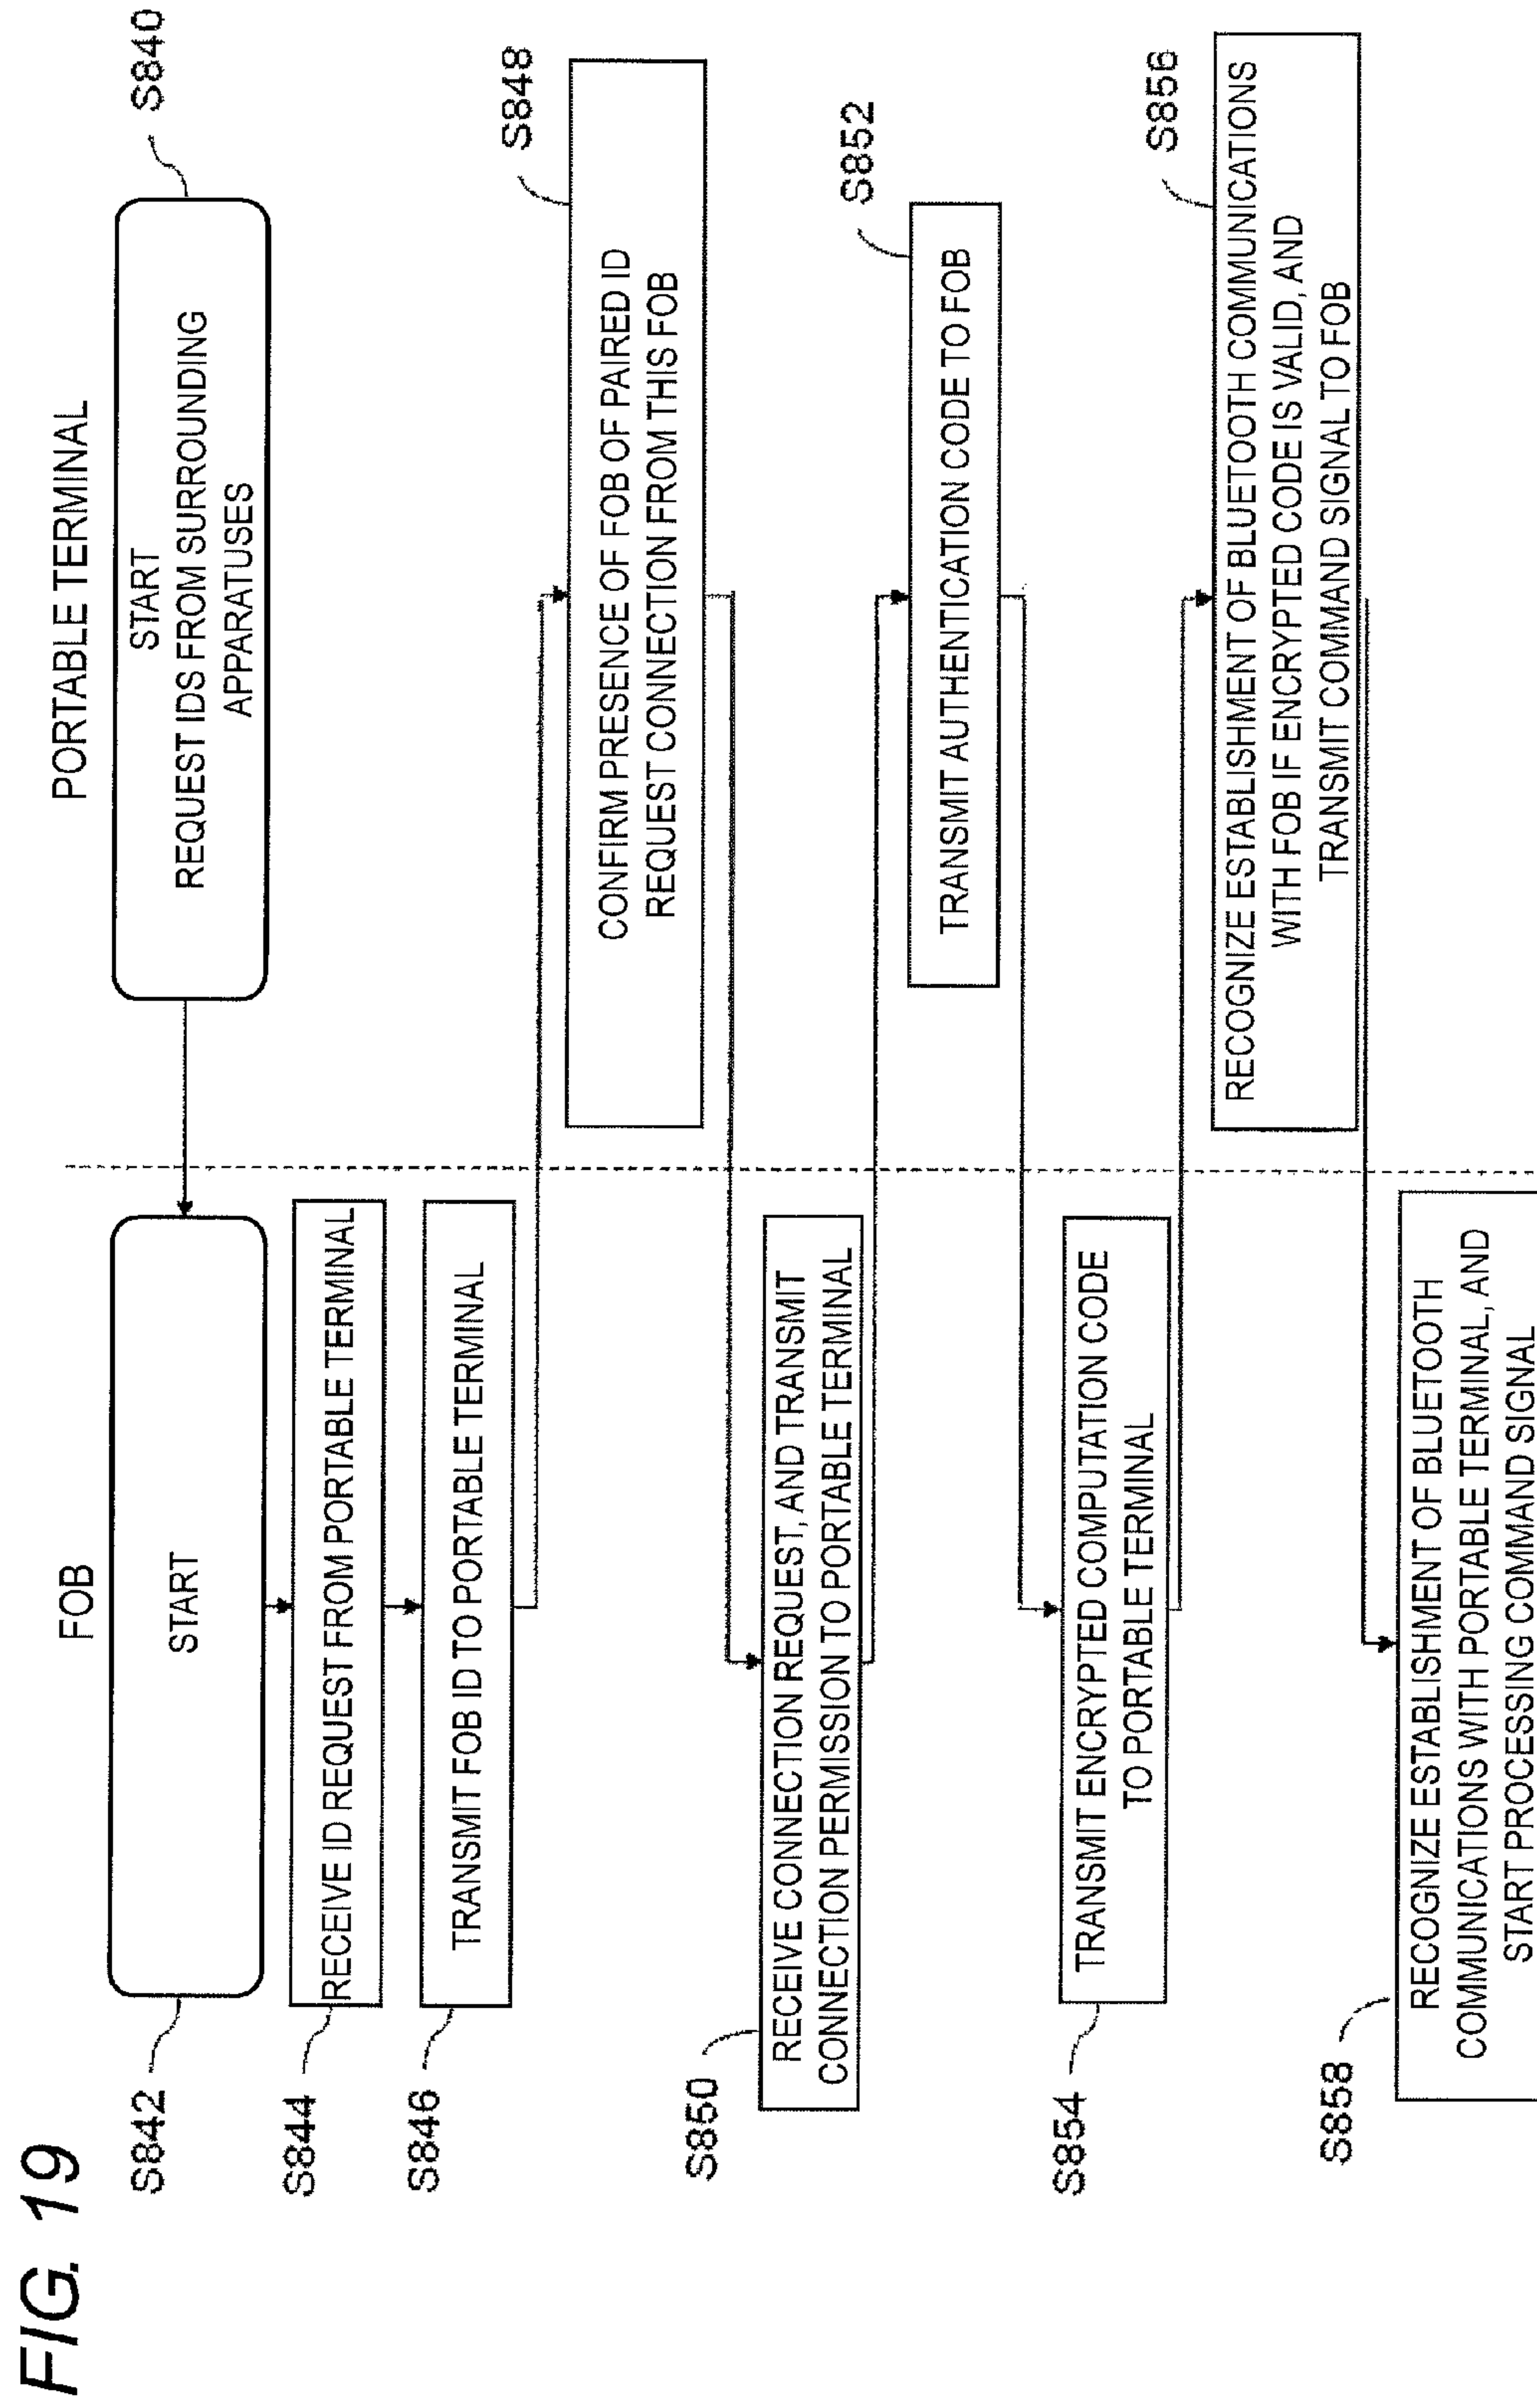 FIG. 19
FOB
PORTABLE TERMINAL
S840
START
REQUEST IDS FROM SURROUNDING
APPARATUSES
S842
START
S844
RECEIVE ID REQUEST FROM PORTABLE TERMINAL
S846
TRANSMIT FOB ID TO PORTABLE TERMINAL
S848
CONFIRM PRESENCE OF FOB OF PAIRED ID
REQUEST CONNECTION FROM THIS FOB
S850
RECEIVE CONNECTION REQUEST, AND TRANSMIT
CONNECTION PERMISSION TO PORTABLE TERMINAL
S852
TRANSMIT AUTHENTICATION CODE TO FOB
S854
TRANSMIT ENCRYPTED COMPUTATION CODE
TO PORTABLE TERMINAL
S856
RECOGNIZE ESTABLISHMENT OF BLUETOOTH COMMUNICATIONS
WITH FOB IF ENCRYPTED CODE IS VALID, AND
TRANSMIT COMMAND SIGNAL TO FOB
S858
RECOGNIZE ESTABLISHMENT OF BLUETOOTH
COMMUNICATIONS WITH PORTABLE TERMINAL, AND
START PROCESSING COMMAND SIGNAL